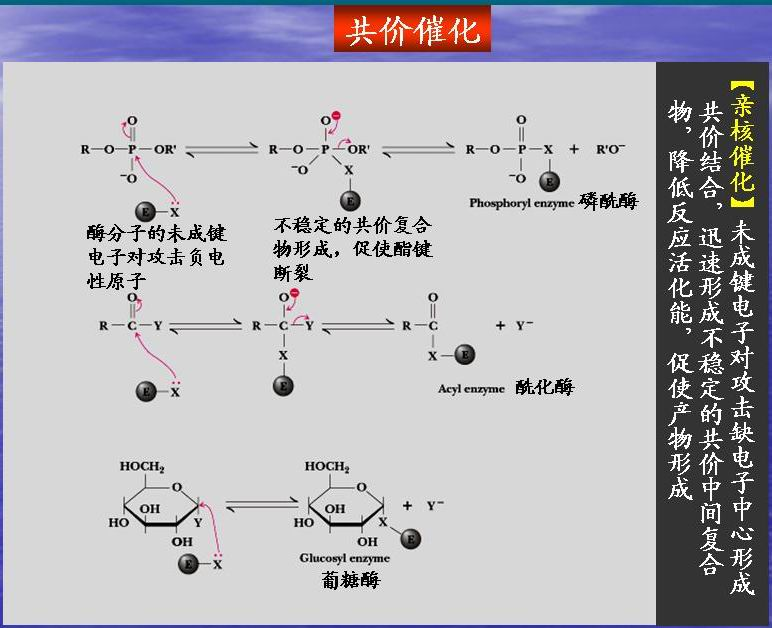 共价催化
O O⊖ O
R—O—P—OR' R—O—P—OR' R—O—P—X + R'O⁻
⁻O ⁻O X ⁻O E
E—X E Phosphoryl enzyme 磷酰酶
酶分子的未成键
电子对攻击负电
性原子
不稳定的共价复合
物形成，促使酯键
断裂
O O⊖ O
R—C—Y R—C—Y R—C + Y⁻
X X—E
E—X E Acyl enzyme 酰化酶
HOCH₂ HOCH₂
O O
OH OH + Y⁻
HO Y HO X
OH OH E
E—X Glucosyl enzyme
葡糖酶
【亲核催化】未成键电子对攻击缺电子中心形成
共价结合，迅速形成不稳定的共价中间复合
物，降低反应活化能，促使产物形成